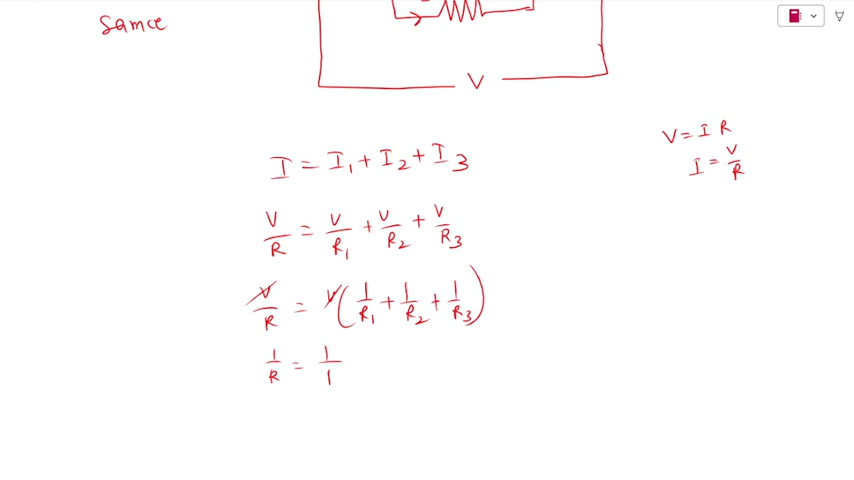 Samce
V
V = I R
I = V/R
I = I₁ + I₂ + I₃
V/R = V/R₁ + V/R₂ + V/R₃
V/R = V(1/R₁ + 1/R₂ + 1/R₃)
1/R = 1/1